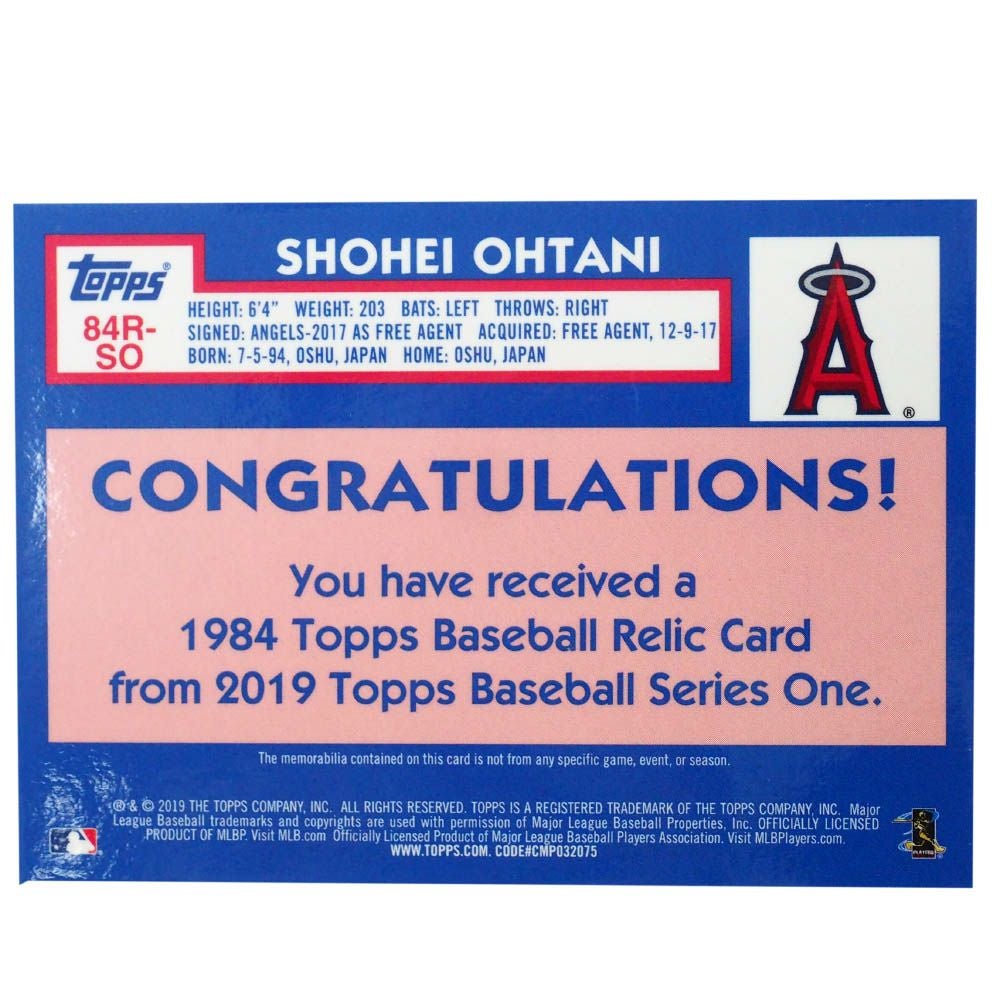 SHOHEI OHTANI
Topps®
84R-
SO
HEIGHT: 6'4" WEIGHT: 203 BATS: LEFT THROWS: RIGHT
SIGNED: ANGELS-2017 AS FREE AGENT ACQUIRED: FREE AGENT, 12-9-17
BORN: 7-5-94, OSHU, JAPAN HOME: OSHU, JAPAN
A
®
CONGRATULATIONS!
You have received a
1984 Topps Baseball Relic Card
from 2019 Topps Baseball Series One.
The memorabilia contained on this card is not from any specific game, event, or season.
® & © 2019 THE TOPPS COMPANY, INC. ALL RIGHTS RESERVED. TOPPS IS A REGISTERED TRADEMARK OF THE TOPPS COMPANY, INC. Major
League Baseball trademarks and copyrights are used with permission of Major League Baseball Properties, Inc. OFFICIALLY LICENSED
PRODUCT OF MLBP. Visit MLB.com Officially Licensed Product of Major League Baseball Players Association. Visit MLBPlayers.com.
WWW.TOPPS.COM. CODE#CMP032075
PLAYERS